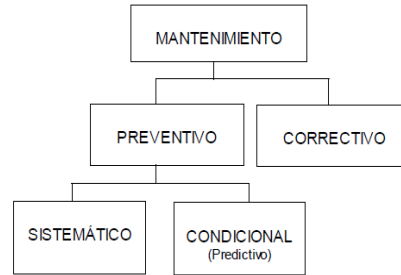 MANTENIMIENTO
PREVENTIVO
CORRECTIVO
SISTEMÁTICO
CONDICIONAL
(Predictivo)